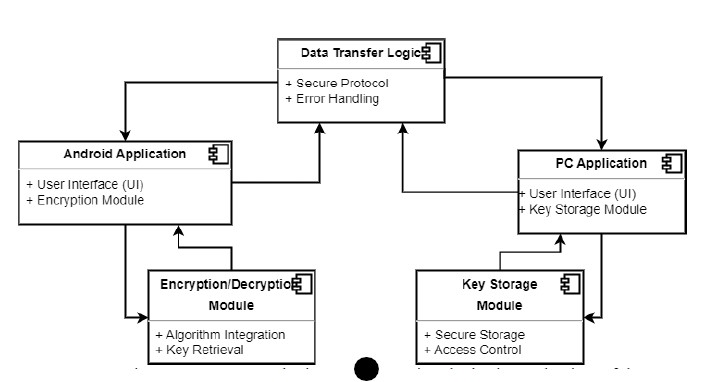 Data Transfer Logic
+ Secure Protocol
+ Error Handling
Android Application
+ User Interface (UI)
+ Encryption Module
PC Application
+ User Interface (UI)
+ Key Storage Module
Encryption/Decryption
Module
+ Algorithm Integration
+ Key Retrieval
Key Storage
Module
+ Secure Storage
+ Access Control